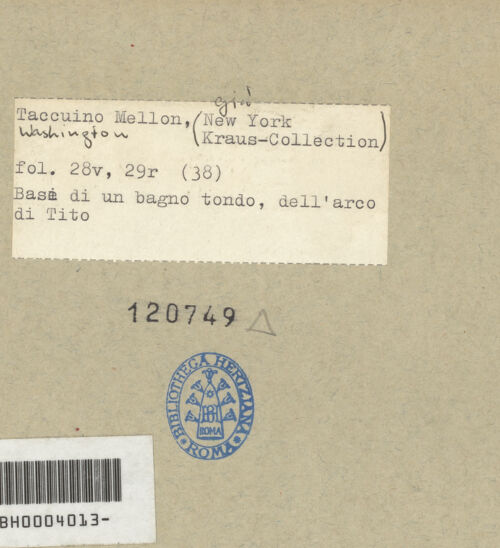 già
Taccuino Mellon, (New York
Washington Kraus-Collection)
fol. 28v, 29r (38)
Base di un bagno tondo, dell'arco
di Tito
120749
BIBLIOTHECA HERTZIANA
ROMA
ROMA
BH0004013-